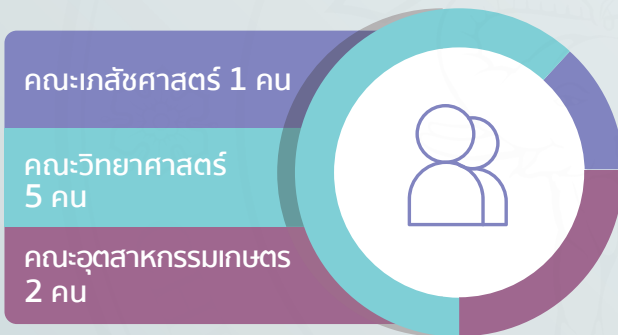 คณะเภสัชศาสตร์ 1 คน
คณะวิทยาศาสตร์
5 คน
คณะอุตสาหกรรมเกษตร
2 คน